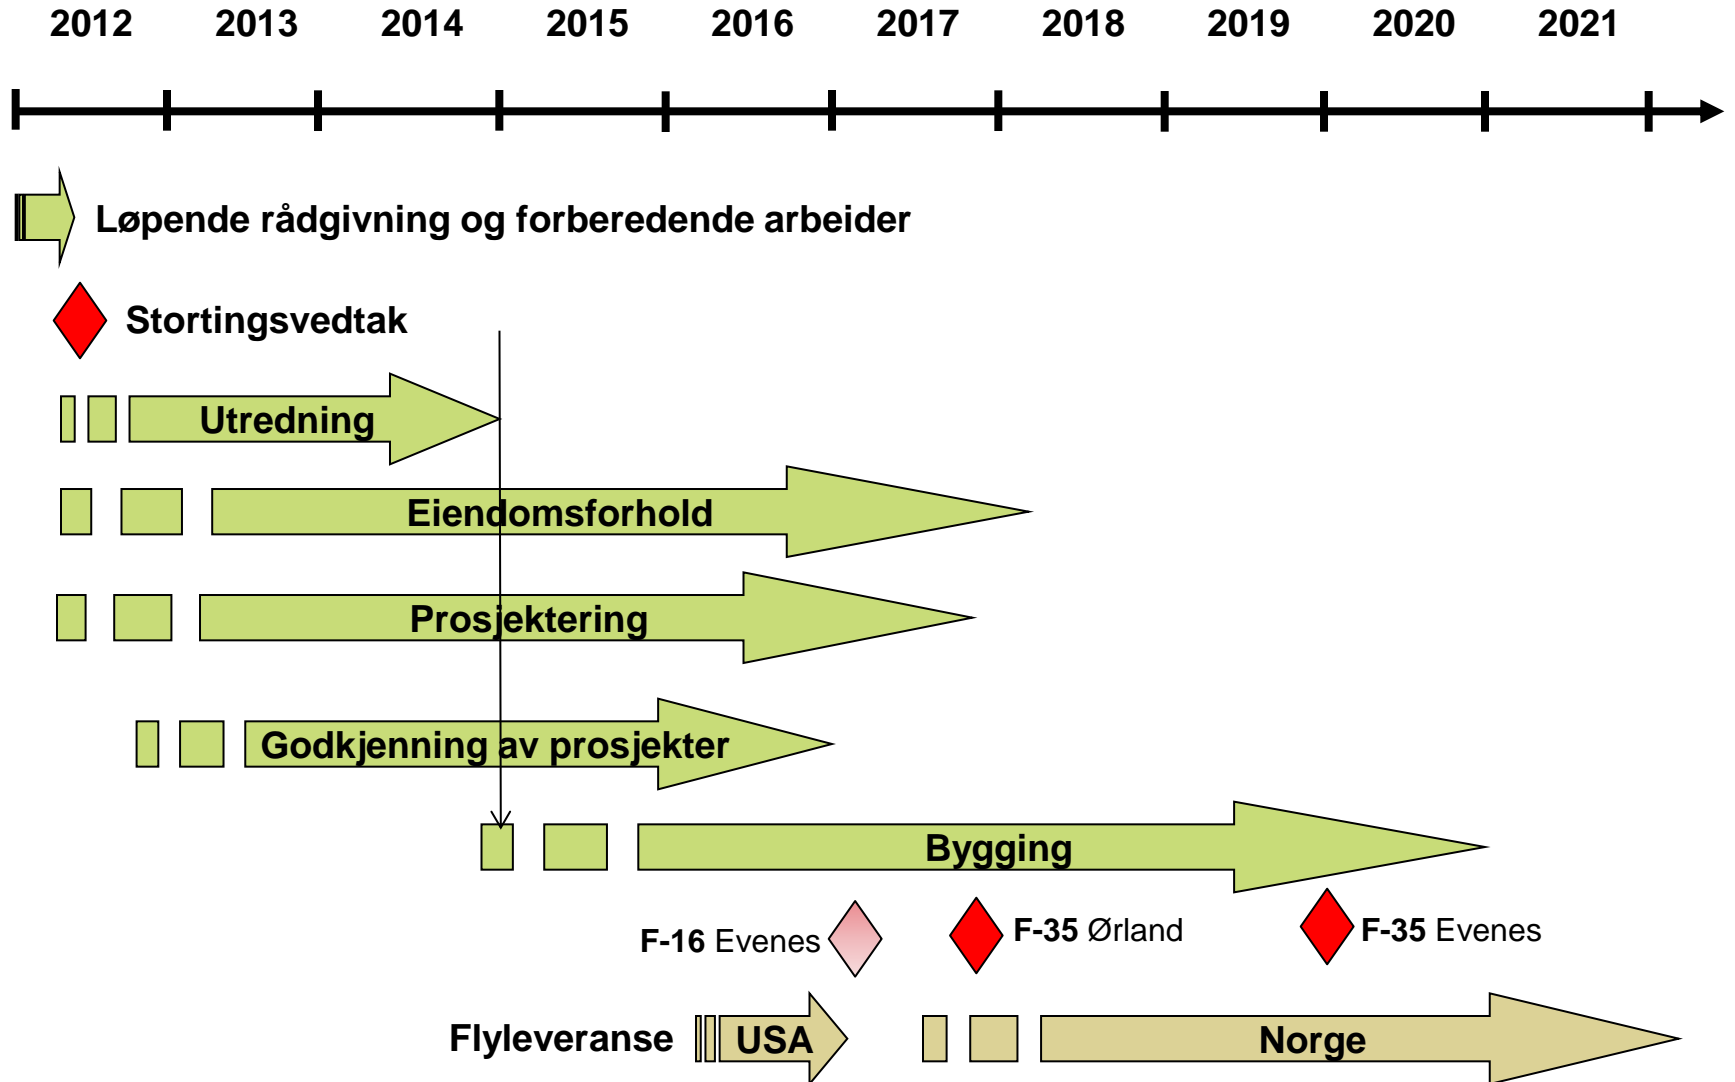 2012 2013 2014 2015 2016 2017 2018 2019 2020 2021
Løpende rådgivning og forberedende arbeider
Stortingsvedtak
Utredning
Eiendomsforhold
Prosjektering
Godkjenning av prosjekter
Bygging
F-16 Evenes
F-35 Ørland
F-35 Evenes
Flyleveranse
USA
Norge